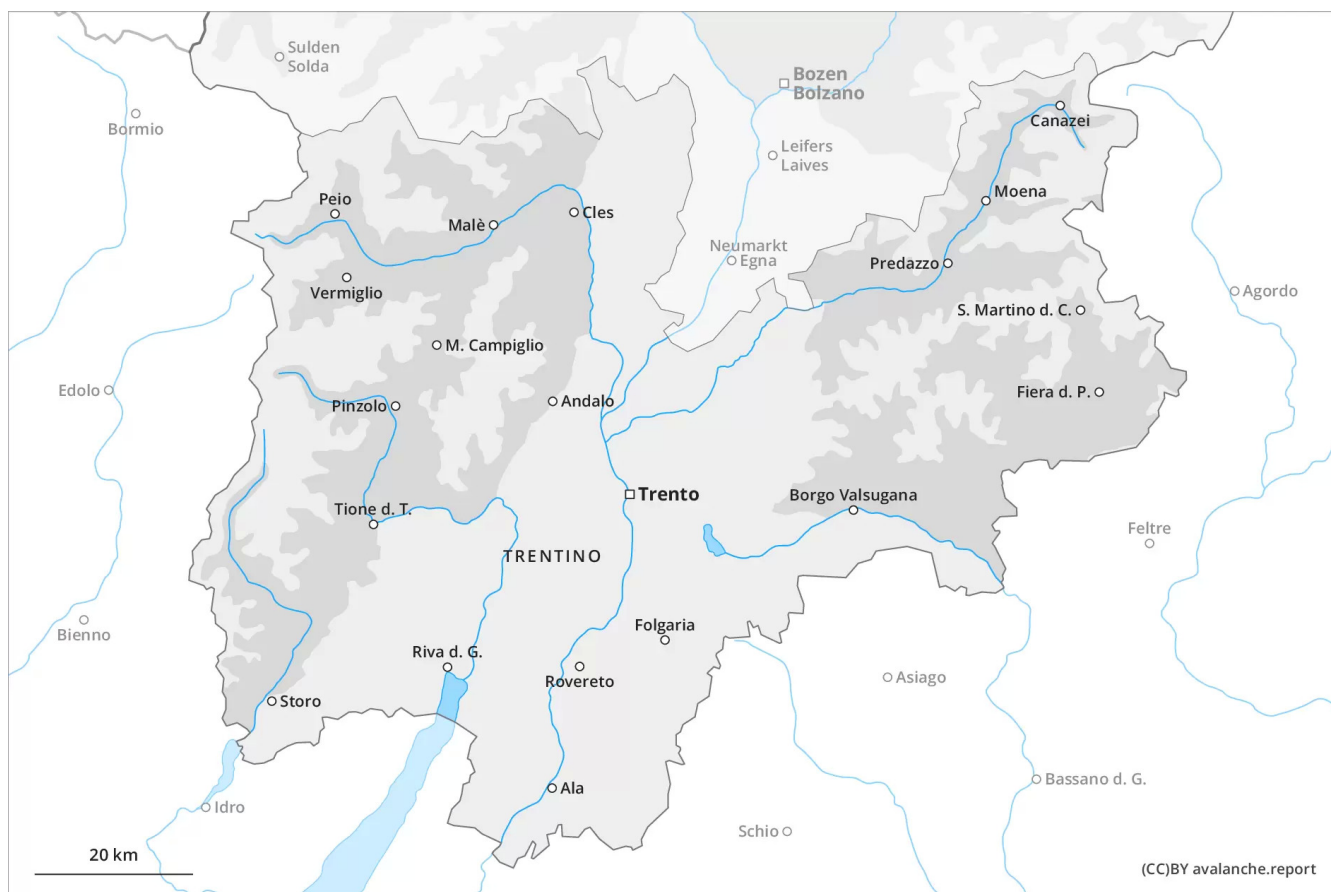 Sulden
Solda
Bozen
Bolzano
Bormio
Canazei
Leifers
Laives
Peio
Moena
Malè
Cles
Neumarkt
Egna
Predazzo
Vermiglio
Agordo
S. Martino d. C.
M. Campiglio
Edolo
Andalo
Fiera d. P.
Pinzolo
Trento
Borgo Valsugana
Tione d. T.
Feltre
TRENTINO
Bienno
Folgaria
Riva d. G.
Rovereto
Asiago
Storo
Bassano d. G.
Ala
Idro
Schio
20 km
(CC)BY avalanche.report